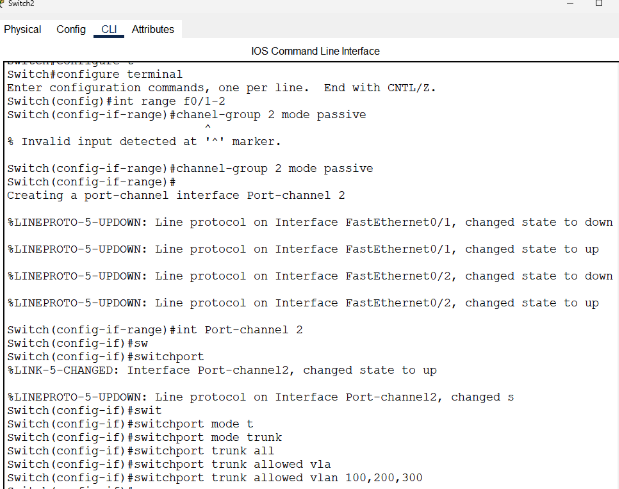 Switch2
Physical Config CLI Attributes
IOS Command Line Interface
Switch#configure terminal
Enter configuration commands, one per line. End with CNTL/Z.
Switch(config)#int range f0/1-2
Switch(config-if-range)#chanel-group 2 mode passive
^
% Invalid input detected at '^' marker.
Switch(config-if-range)#channel-group 2 mode passive
Switch(config-if-range)#
Creating a port-channel interface Port-channel 2
%LINEPROTO-5-UPDOWN: Line protocol on Interface FastEthernet0/1, changed state to down
%LINEPROTO-5-UPDOWN: Line protocol on Interface FastEthernet0/1, changed state to up
%LINEPROTO-5-UPDOWN: Line protocol on Interface FastEthernet0/2, changed state to down
%LINEPROTO-5-UPDOWN: Line protocol on Interface FastEthernet0/2, changed state to up
Switch(config-if-range)#int Port-channel 2
Switch(config-if)#sw
Switch(config-if)#switchport
%LINK-5-CHANGED: Interface Port-channel2, changed state to up
%LINEPROTO-5-UPDOWN: Line protocol on Interface Port-channel2, changed s
Switch(config-if)#swit
Switch(config-if)#switchport mode t
Switch(config-if)#switchport mode trunk
Switch(config-if)#switchport trunk all
Switch(config-if)#switchport trunk allowed vla
Switch(config-if)#switchport trunk allowed vlan 100,200,300